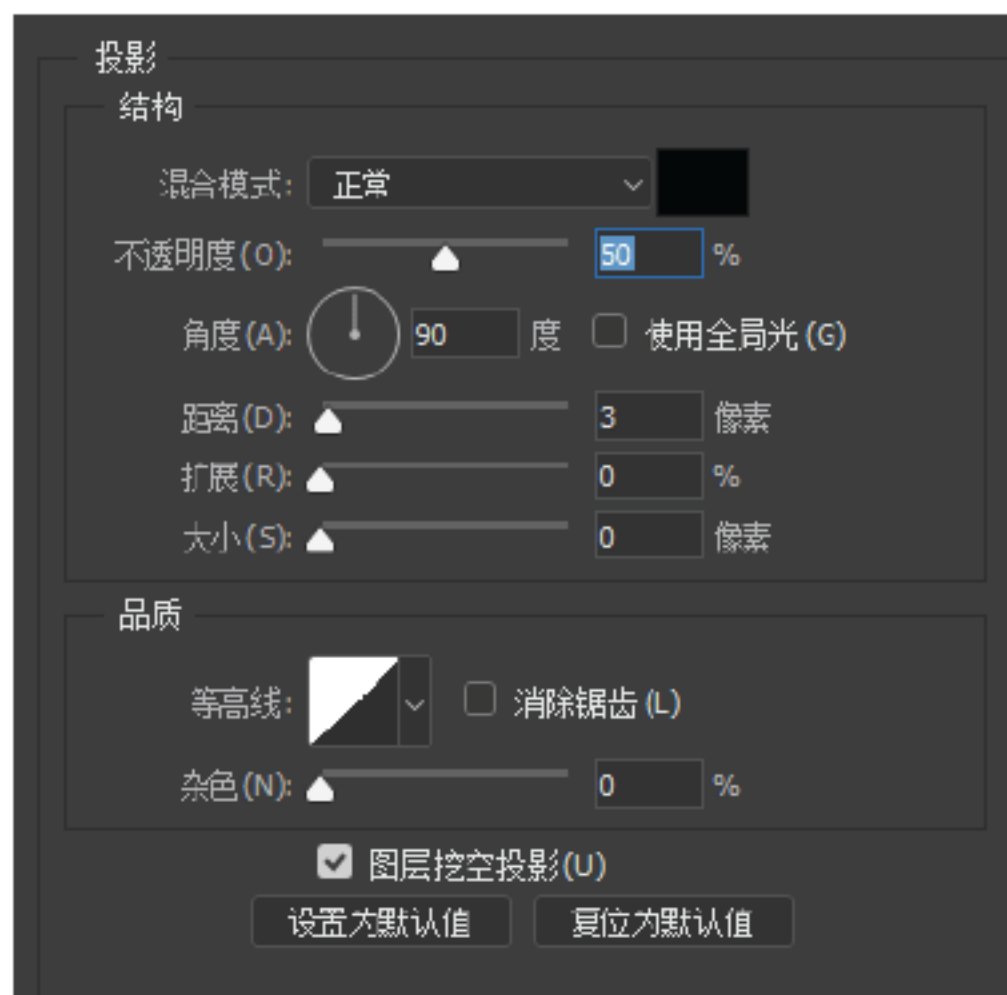 投影
结构
混合模式: 正常
不透明度(O): 50 %
角度(A): 90 度 使用全局光(G)
距离(D): 3 像素
扩展(R): 0 %
大小(S): 0 像素
品质
等高线: 消除锯齿(L)
杂色(N): 0 %
图层挖空投影(U)
设置为默认值 复位为默认值